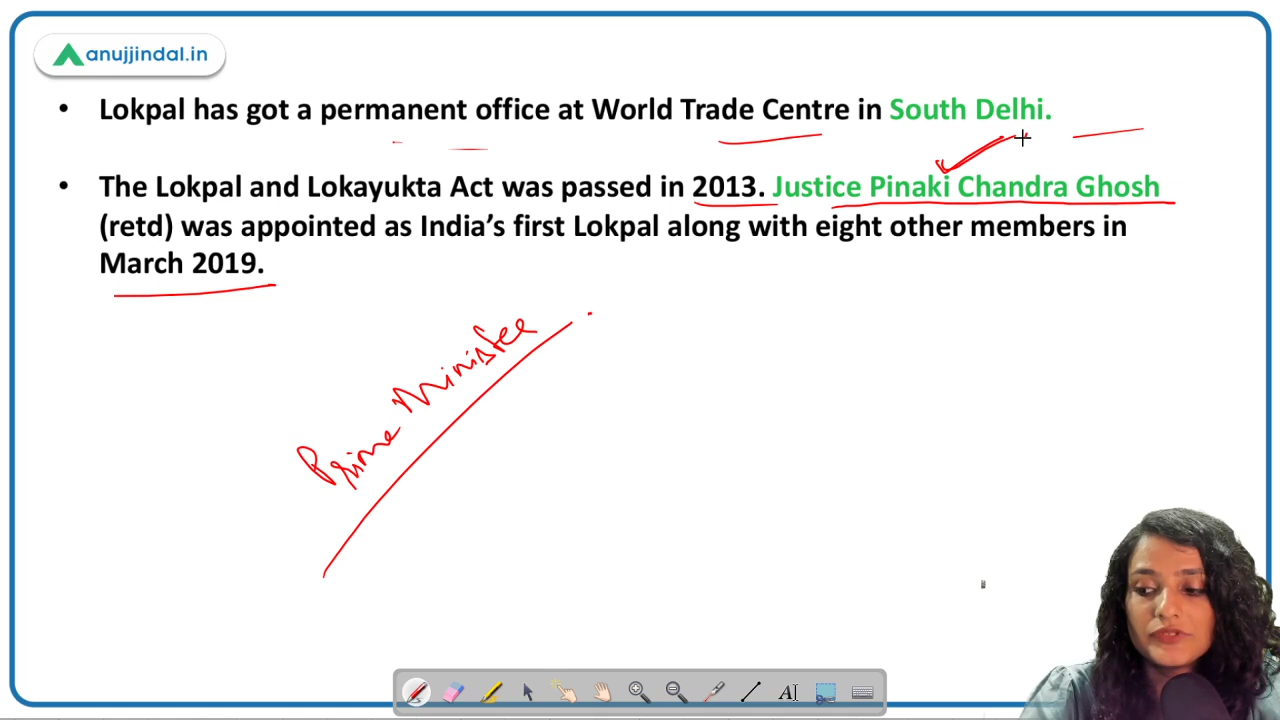 anujjindal.in
• Lokpal has got a permanent office at World Trade Centre in South Delhi.
• The Lokpal and Lokayukta Act was passed in 2013. Justice Pinaki Chandra Ghosh
(retd) was appointed as India’s first Lokpal along with eight other members in
March 2019.
Prime Minister
AI